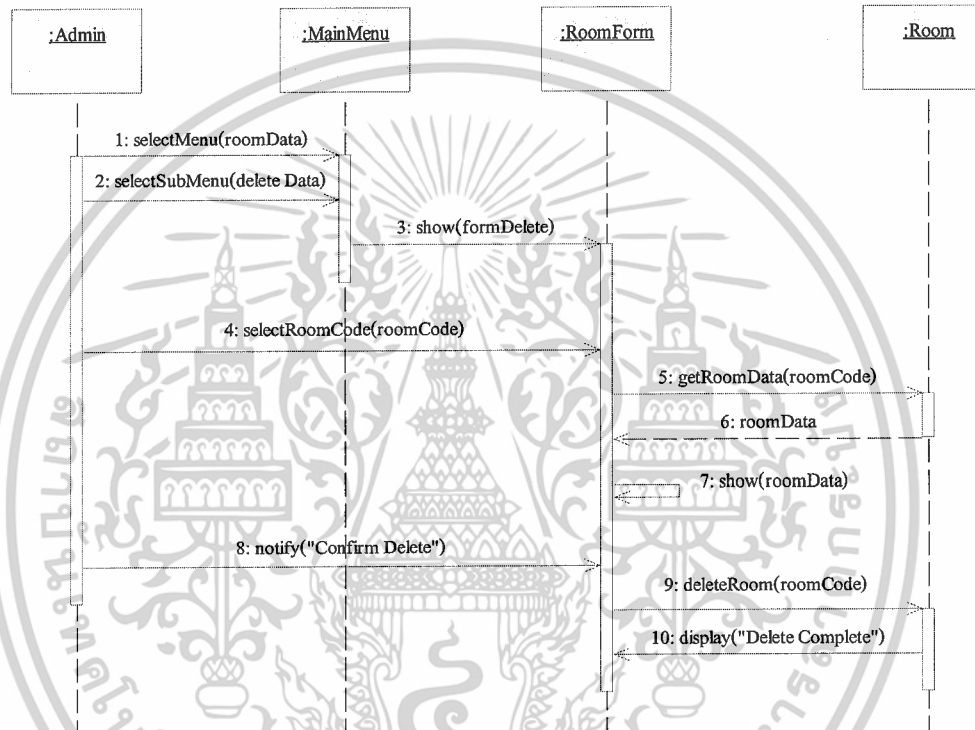 :Admin
:MainMenu
:RoomForm
:Room
1: selectMenu(roomData)
2: selectSubMenu(delete Data)
3: show(formDelete)
4: selectRoomCode(roomCode)
5: getRoomData(roomCode)
6: roomData
7: show(roomData)
8: notify("Confirm Delete")
9: deleteRoom(roomCode)
10: display("Delete Complete")